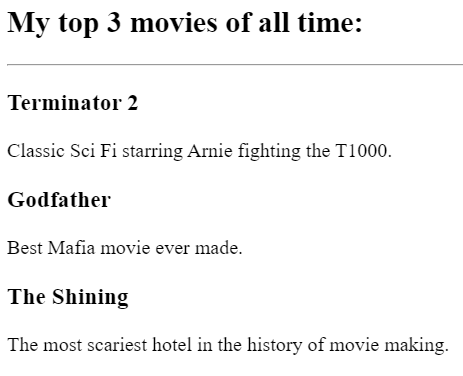 My top 3 movies of all time:
Terminator 2
Classic Sci Fi starring Arnie fighting the T1000.
Godfather
Best Mafia movie ever made.
The Shining
The most scariest hotel in the history of movie making.